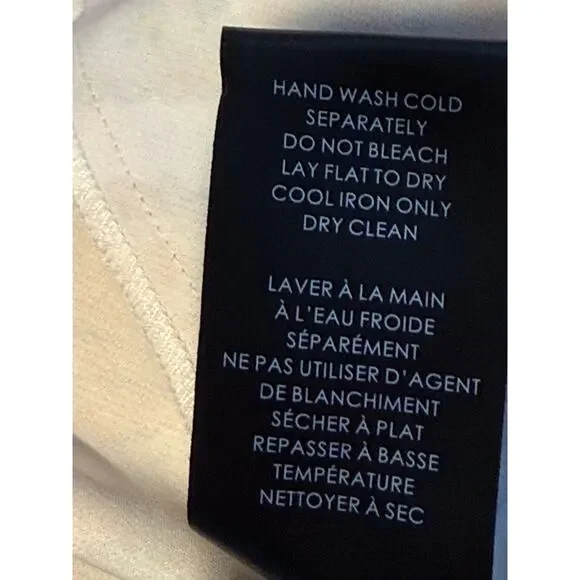 HAND WASH COLD
SEPARATELY
DO NOT BLEACH
LAY FLAT TO DRY
COOL IRON ONLY
DRY CLEAN
LAVER À LA MAIN
À L'EAU FROIDE
SÉPARÉMENT
NE PAS UTILISER D'AGENT
DE BLANCHIMENT
SÉCHER À PLAT
REPASSER À BASSE
TEMPÉRATURE
NETTOYER À SEC